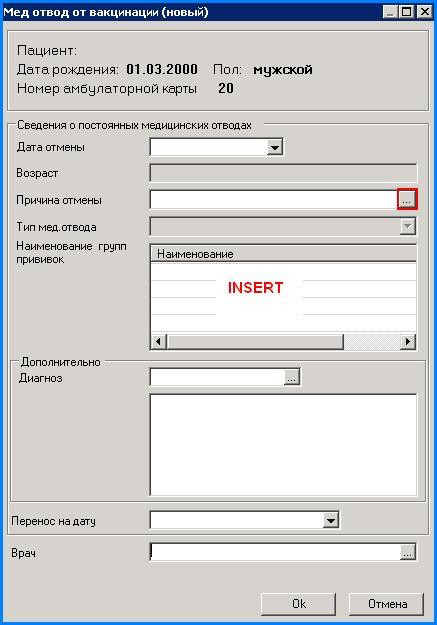 Мед отвод от вакцинации (новый)
Пациент:
Дата рождения: 01.03.2000 Пол: мужской
Номер амбулаторной карты 20
Сведения о постоянных медицинских отводах
Дата отмены
Возраст
Причина отмены ...
Тип мед.отвода
Наименование групп прививок
Наименование
INSERT
Дополнительно
Диагноз ...
Перенос на дату
Врач ...
Ok Отмена